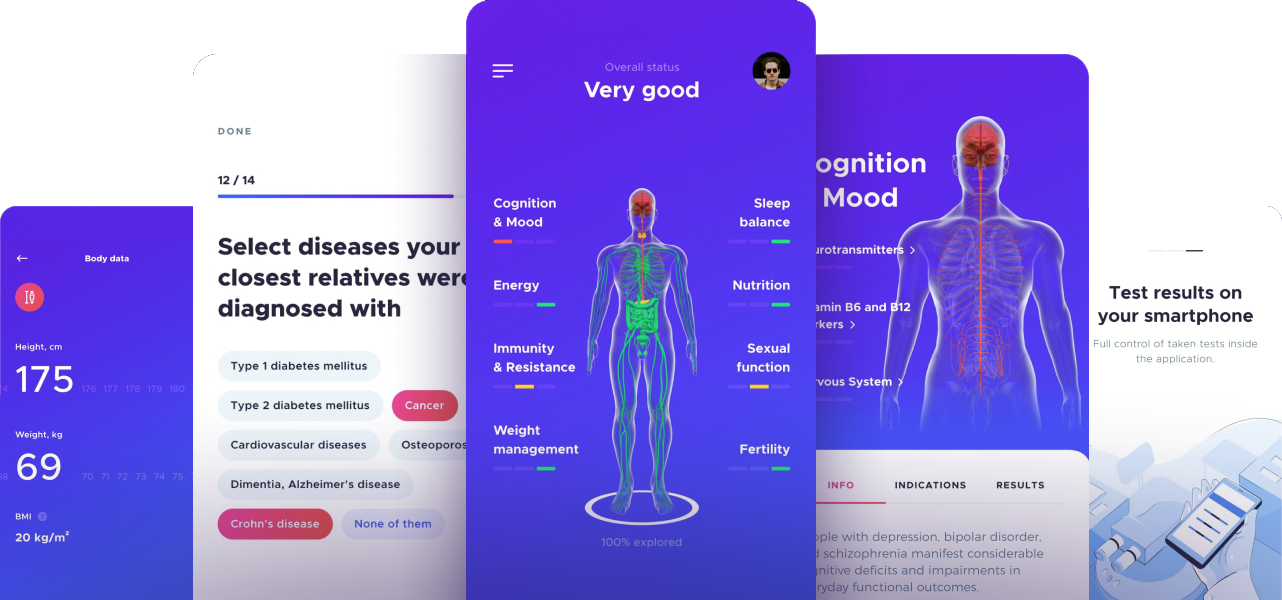 Body data
Height, cm
175 176 177 178 179 180
Weight, kg
69 70 71 72 73 74 75
BMI ?
20 kg/m³
DONE
12 / 14
Select diseases your
closest relatives were
diagnosed with
Type 1 diabetes mellitus
Type 2 diabetes mellitus Cancer
Cardiovascular diseases
Dimentia, Alzheimer's disease
Crohn's disease None of them
Overall status
Very good
Cognition
& Mood
Energy
Immunity
& Resistance
Weight
management
Sleep
balance
Nutrition
Sexual
function
Fertility
100% explored
ognition
Mood
urotransmitters >
amin B6 and B12
rkers >
rvous System >
INFO INDICATIONS RESULTS
ople with depression, bipolar disorder,
schizophrenia manifest considerable
gnitive deficits and impairments in
ryday functional outcomes.
Test results on
your smartphone
Full control of taken tests inside
the application.